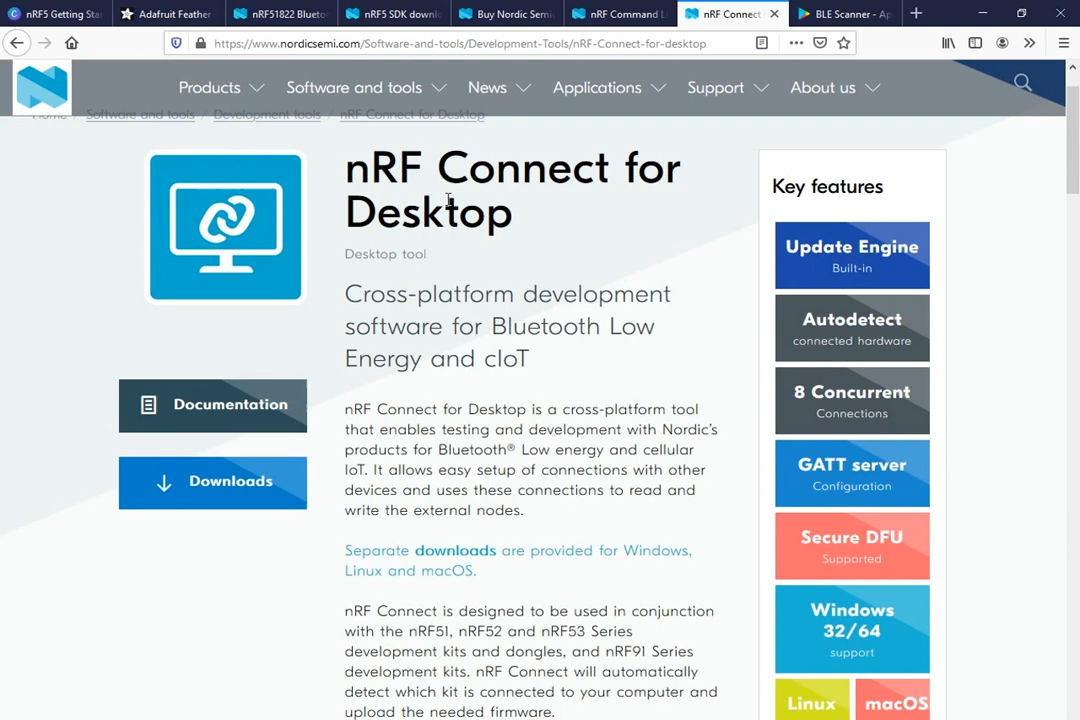 nRF5 Getting Sta
Adafruit Feather
nRF51822 Blueto
nRF5 SDK downl
Buy Nordic Semi
nRF Command L
nRF Connect
BLE Scanner - Ap
https://www.nordicsemi.com/Software-and-tools/Development-Tools/nRF-Connect-for-desktop
Products
Software and tools
News
Applications
Support
About us
Home / Software and tools / Development tools / nRF Connect for Desktop
nRF Connect for
Desktop
Desktop tool
Cross-platform development
software for Bluetooth Low
Energy and cIoT
Documentation
Downloads
nRF Connect for Desktop is a cross-platform tool
that enables testing and development with Nordic's
products for Bluetooth® Low energy and cellular
IoT. It allows easy setup of connections with other
devices and uses these connections to read and
write the external nodes.
Separate downloads are provided for Windows,
Linux and macOS.
nRF Connect is designed to be used in conjunction
with the nRF51, nRF52 and nRF53 Series
development kits and dongles, and nRF91 Series
development kits. nRF Connect will automatically
detect which kit is connected to your computer and
upload the needed firmware.
Key features
Update Engine
Built-in
Autodetect
connected hardware
8 Concurrent
Connections
GATT server
Configuration
Secure DFU
Supported
Windows
32/64
support
Linux
macOS